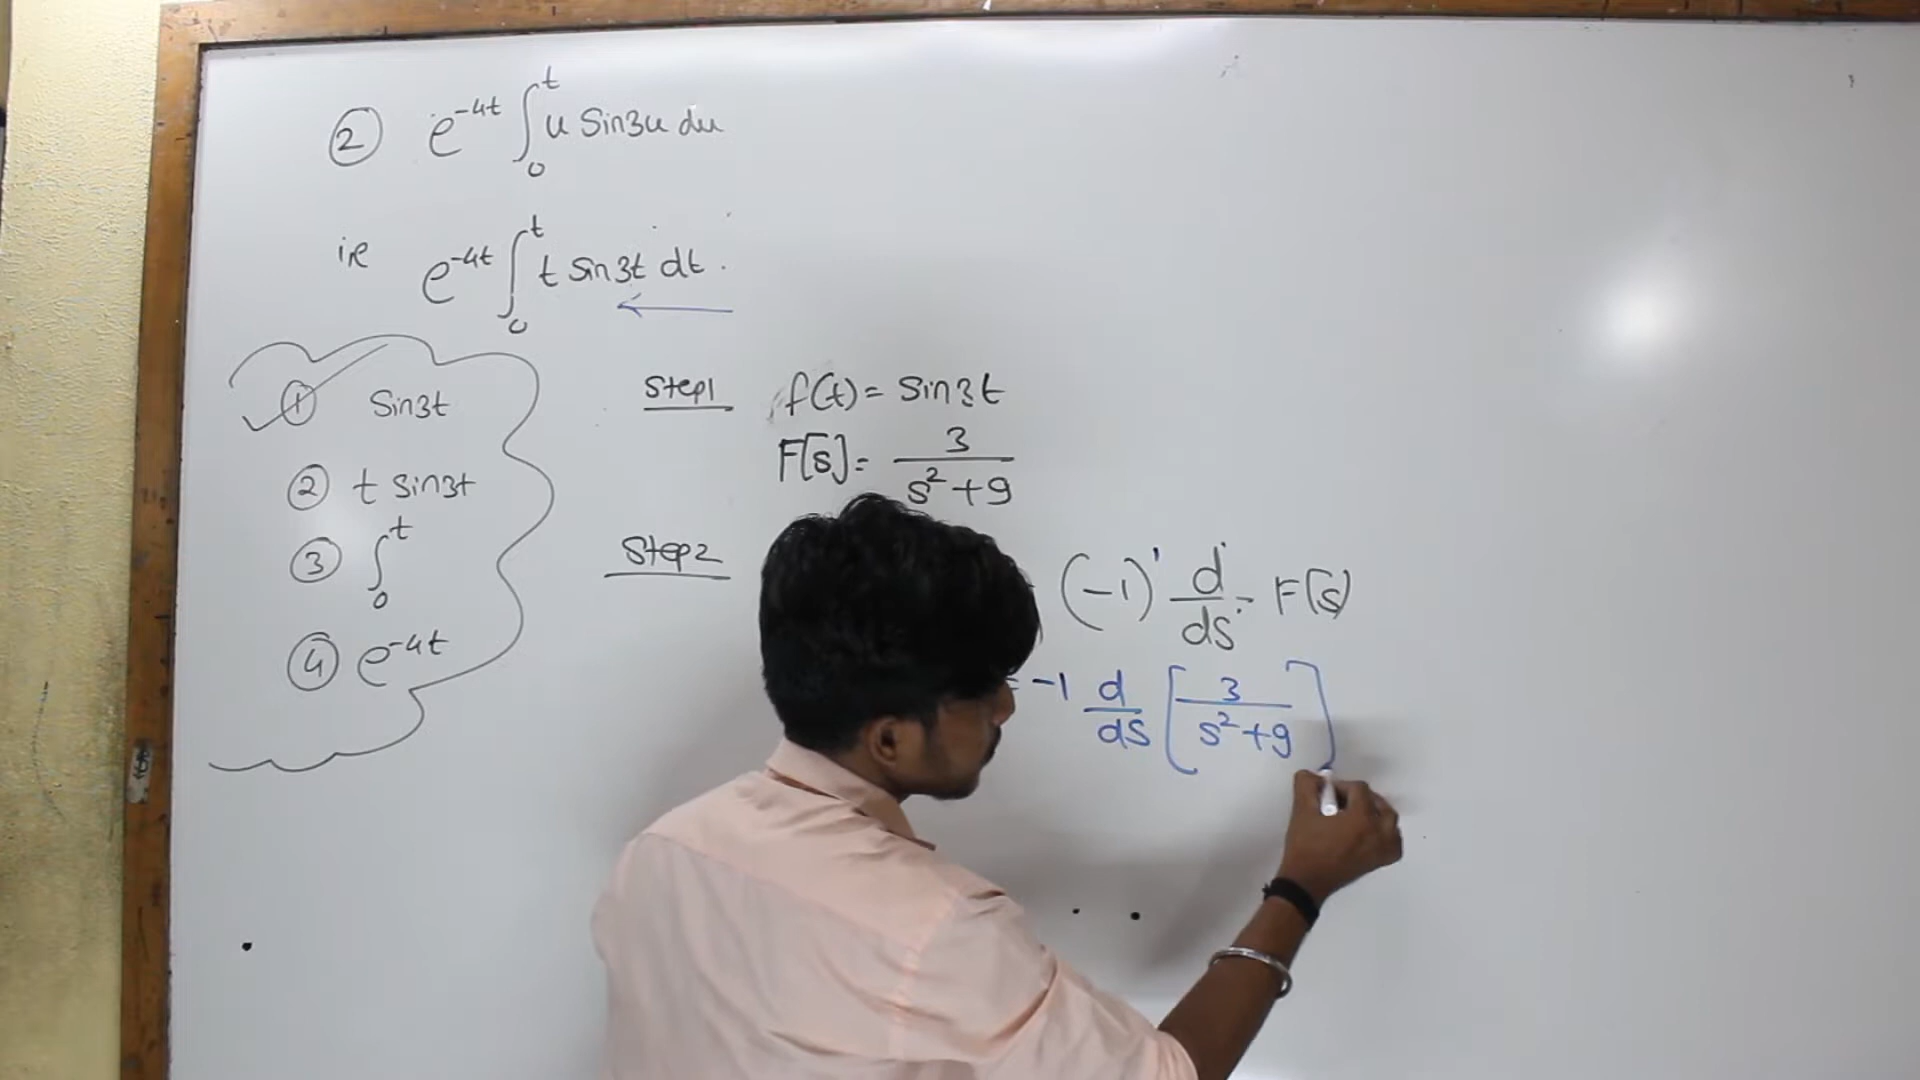 ② e^{-4t} ∫_0^t u Sin3u du
ie e^{-4t} ∫_0^t t sin3t dt.
① Sin3t
② t sin3t
③ ∫_0^t
④ e^{-4t}
Step1 f(t) = Sin3t
F[s] = 3/(s²+9)
Step2 (-1)^1 d/ds F[s]
= -1 d/ds [3/(s²+9)]